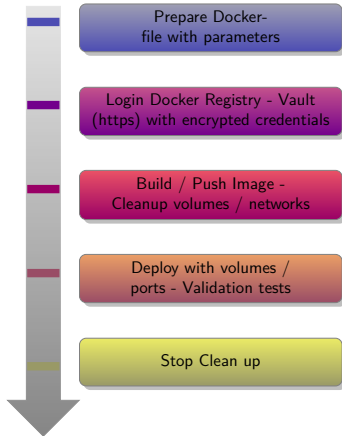 Prepare Docker-
file with parameters
Login Docker Registry - Vault
(https) with encrypted credentials
Build / Push Image -
Cleanup volumes / networks
Deploy with volumes /
ports - Validation tests
Stop Clean up